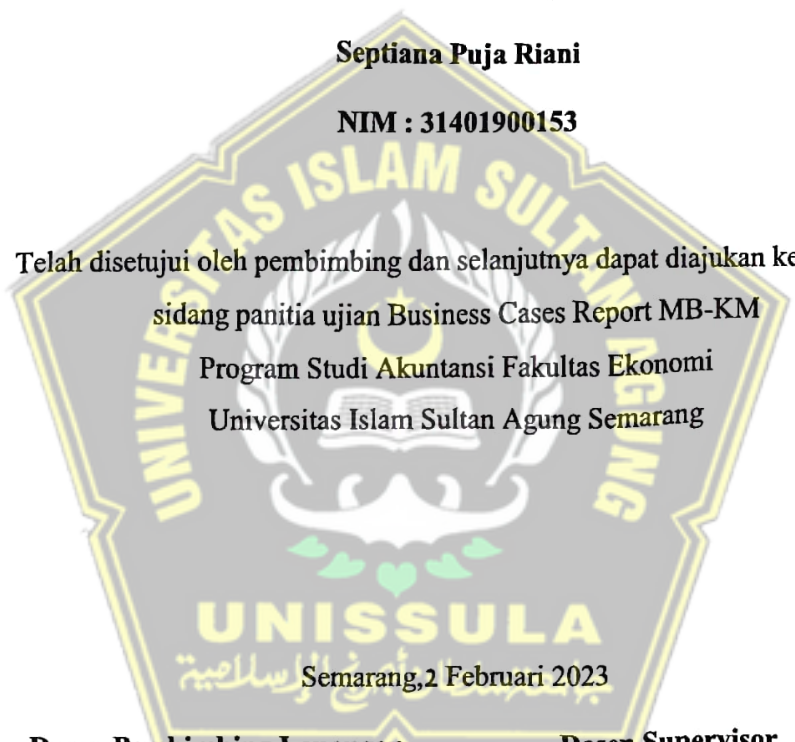 Septiana Puja Riani
NIM : 31401900153
UNIVERSITAS ISLAM SULTAN AGUNG
Telah disetujui oleh pembimbing dan selanjutnya dapat diajukan ke
sidang panitia ujian Business Cases Report MB-KM
Program Studi Akuntansi Fakultas Ekonomi
Universitas Islam Sultan Agung Semarang
UNISSULA
Semarang,2 Februari 2023
Dosen Supervisor